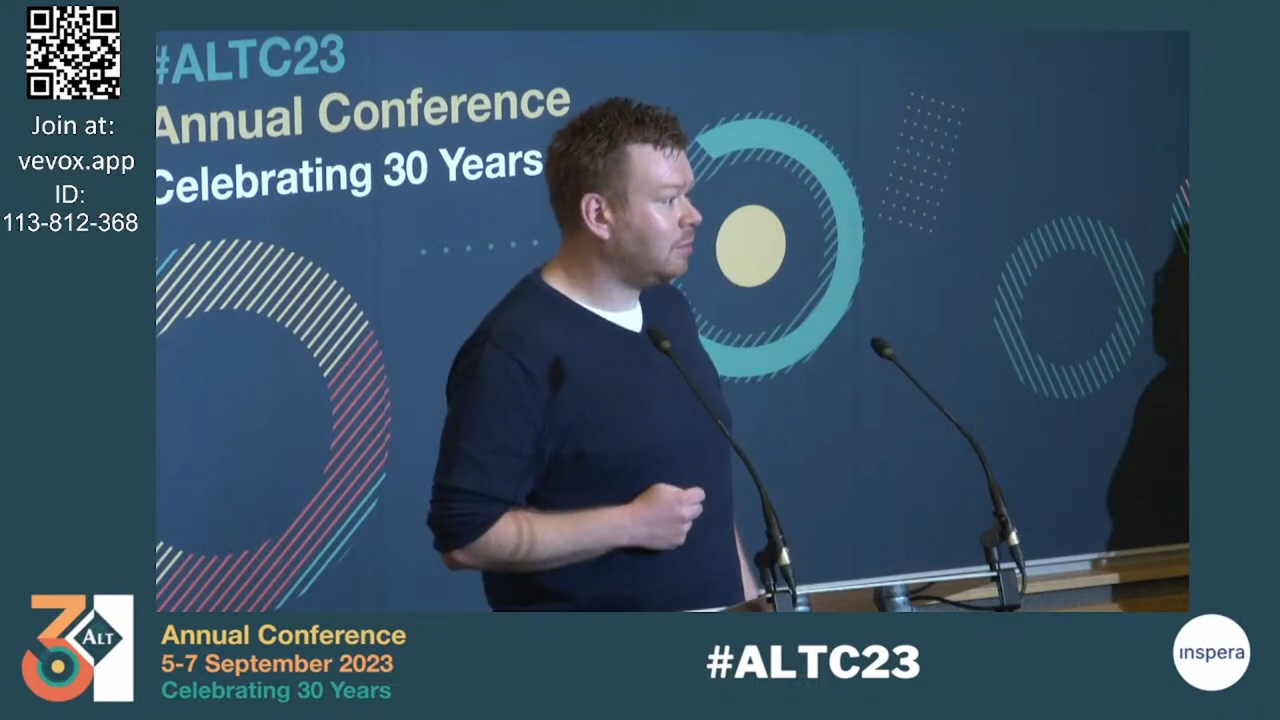 Join at:
vevox.app
ID:
113-812-368
#ALTC23
Annual Conference
Celebrating 30 Years
ALT
Annual Conference
5-7 September 2023
Celebrating 30 Years
#ALTC23
inspera